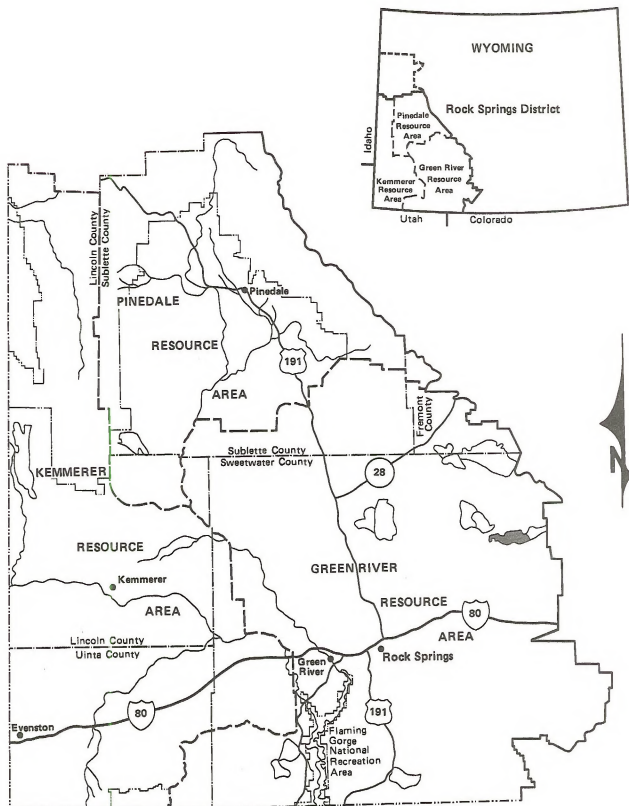 WYOMING
Rock Springs District
Pinedale
Resource
Area
Green River
Resource
Area
Kemmerer
Resource
Area
Idaho
Utah
Colorado
Lincoln County
Sublette County
PINEDALE
Pinedale
RESOURCE
191
AREA
Fremont
County
Sublette County
Sweetwater County
KEMMERER
28
N
RESOURCE
GREEN RIVER
Kemmerer
RESOURCE
AREA
80
AREA
Lincoln County
Uinta County
Green
River
Rock Springs
80
191
Evenston
Flaming
Gorge
National
Recreation
Area